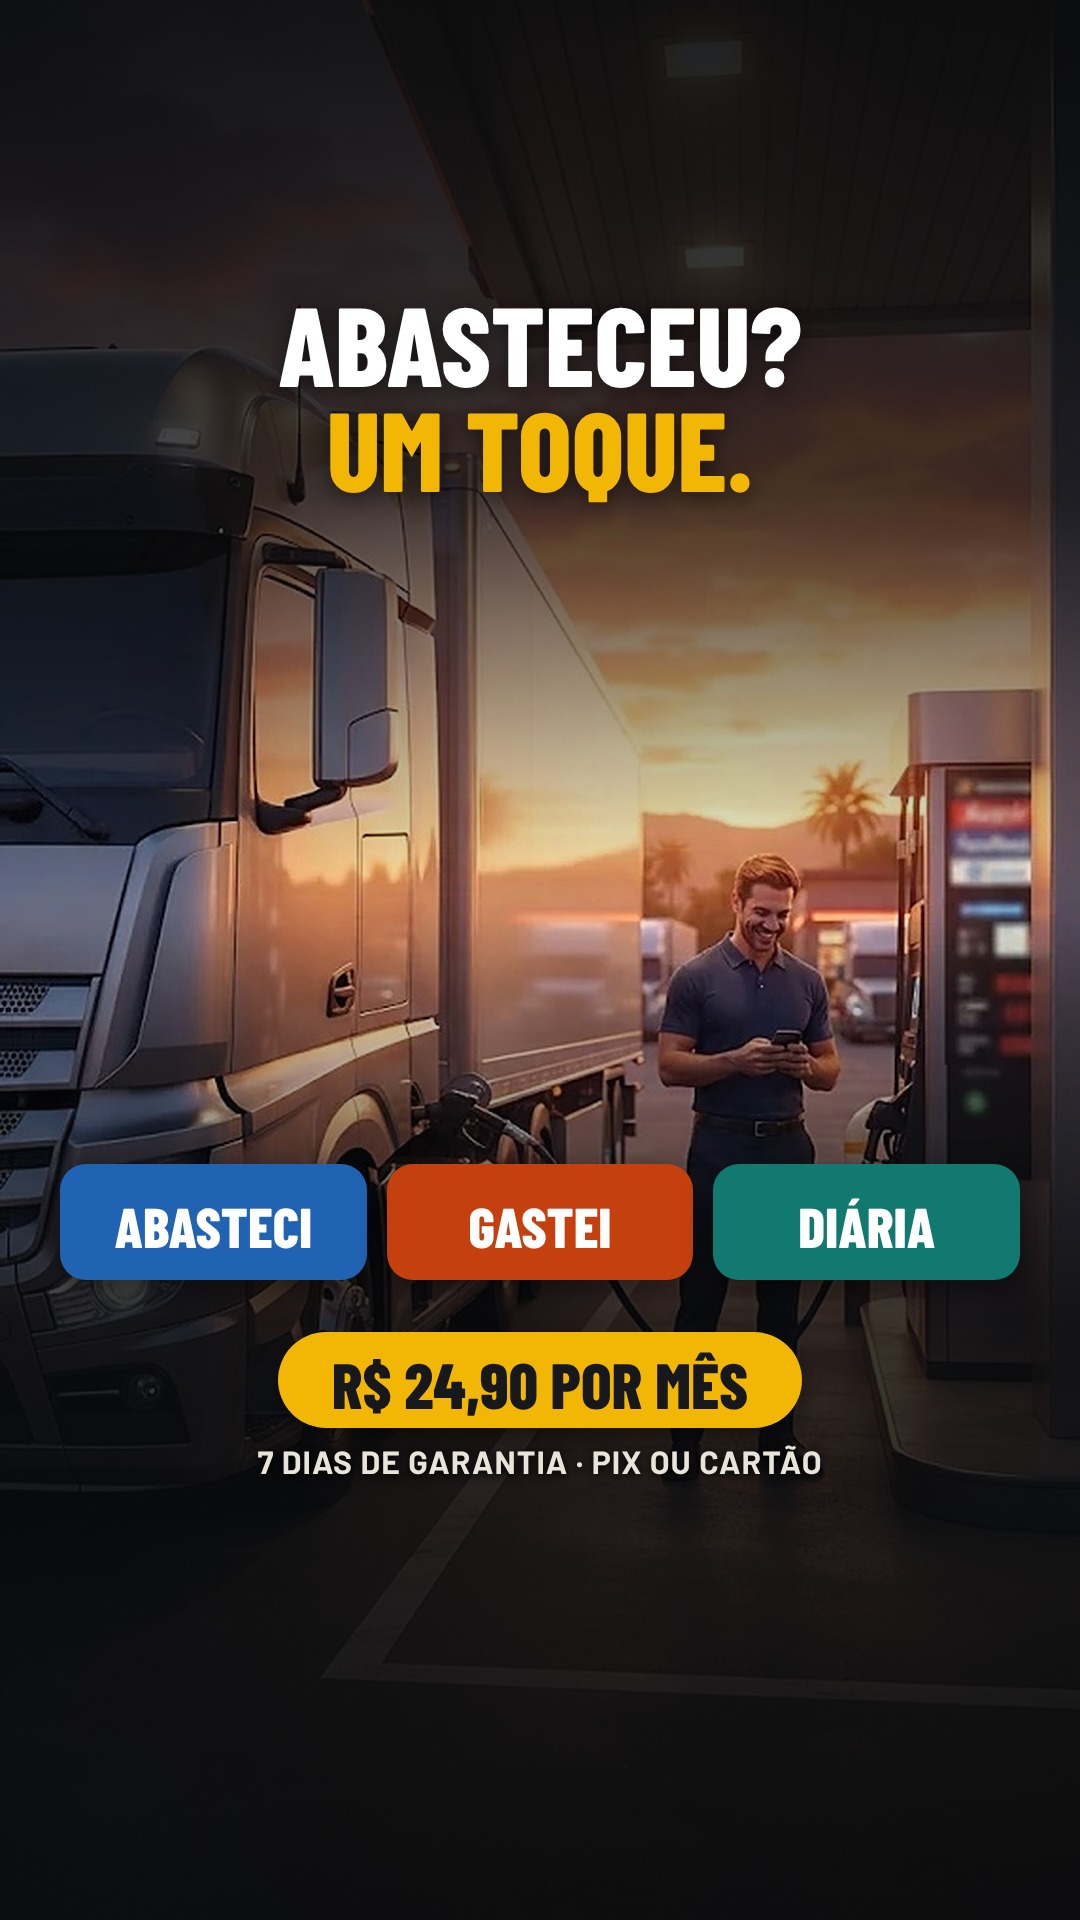 ABASTECEU?
UM TOQUE.
ABASTECI
GASTEI
DIÁRIA
R$ 24,90 POR MÊS
7 DIAS DE GARANTIA · PIX OU CARTÃO